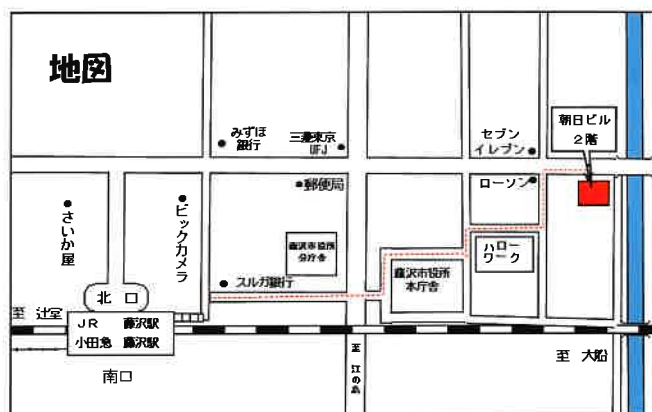 地図
みずほ
銀行
三菱東京
UFJ
セブン
イレブン
朝日ビル
2階
郵便局
ローソン
さいか屋
ビックカメラ
藤沢市役所
分庁舎
ハロー
ワーク
スルガ銀行
藤沢市役所
本庁舎
北 口
至 辻堂
JR 藤沢駅
小田急 藤沢駅
南口
至 江の島
至 大船